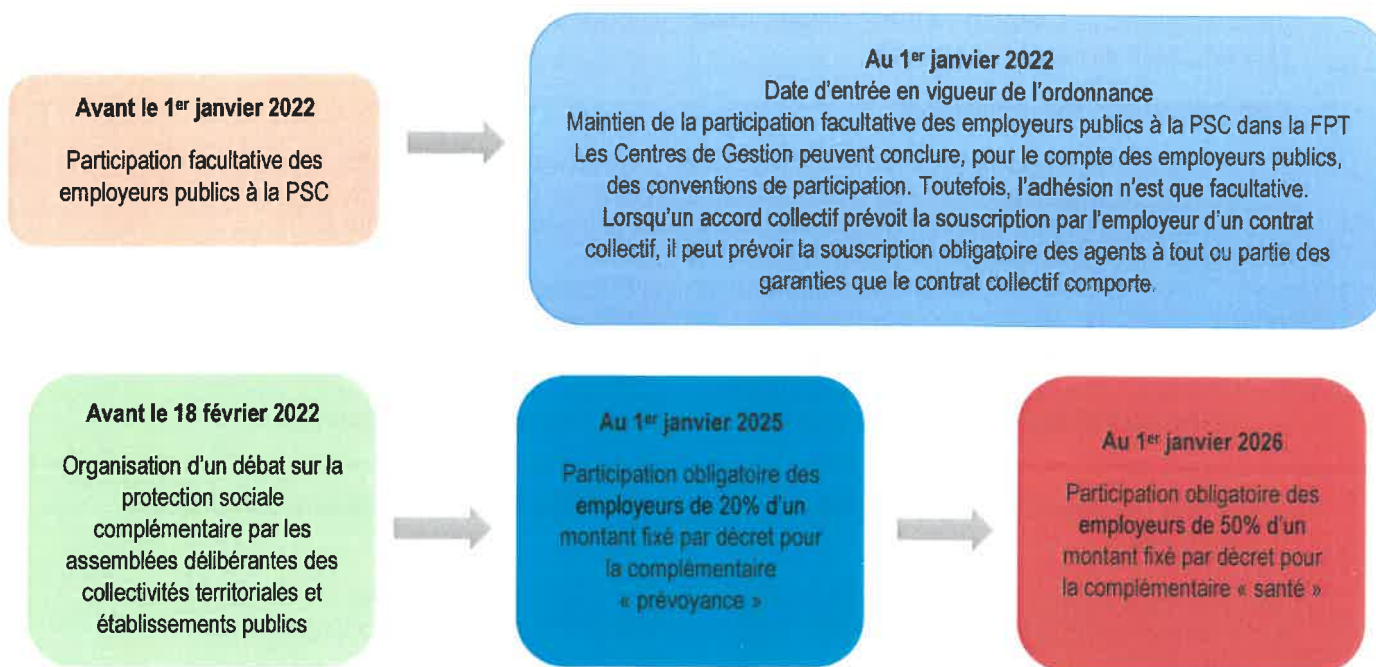 Avant le 1er janvier 2022
Participation facultative des
employeurs publics à la PSC
Au 1er janvier 2022
Date d'entrée en vigueur de l'ordonnance
Maintien de la participation facultative des employeurs publics à la PSC dans la FPT
Les Centres de Gestion peuvent conclure, pour le compte des employeurs publics,
des conventions de participation. Toutefois, l'adhésion n'est que facultative.
Lorsqu'un accord collectif prévoit la souscription par l'employeur d'un contrat
collectif, il peut prévoir la souscription obligatoire des agents à tout ou partie des
garanties que le contrat collectif comporte.
Avant le 18 février 2022
Organisation d'un débat sur la
protection sociale
complémentaire par les
assemblées délibérantes des
collectivités territoriales et
établissements publics
Au 1er janvier 2025
Participation obligatoire des
employeurs de 20% d'un
montant fixé par décret pour
la complémentaire
« prévoyance »
Au 1er janvier 2026
Participation obligatoire des
employeurs de 50% d'un
montant fixé par décret pour
la complémentaire « santé »